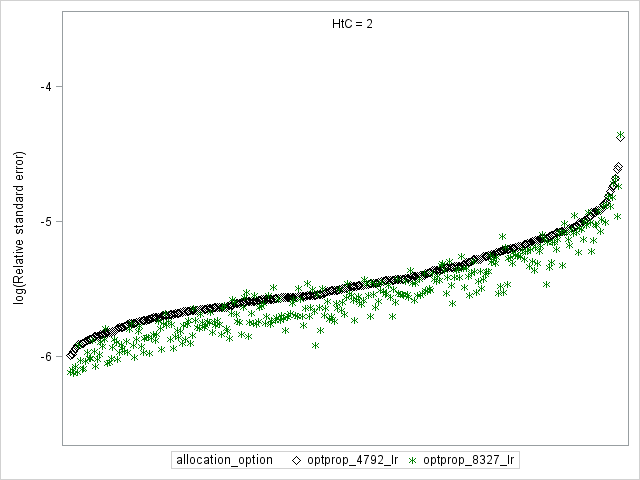 HtC = 2
-4
-5
-6
log(Relative standard error)
allocation_option optprop_4792_lr optprop_8327_lr